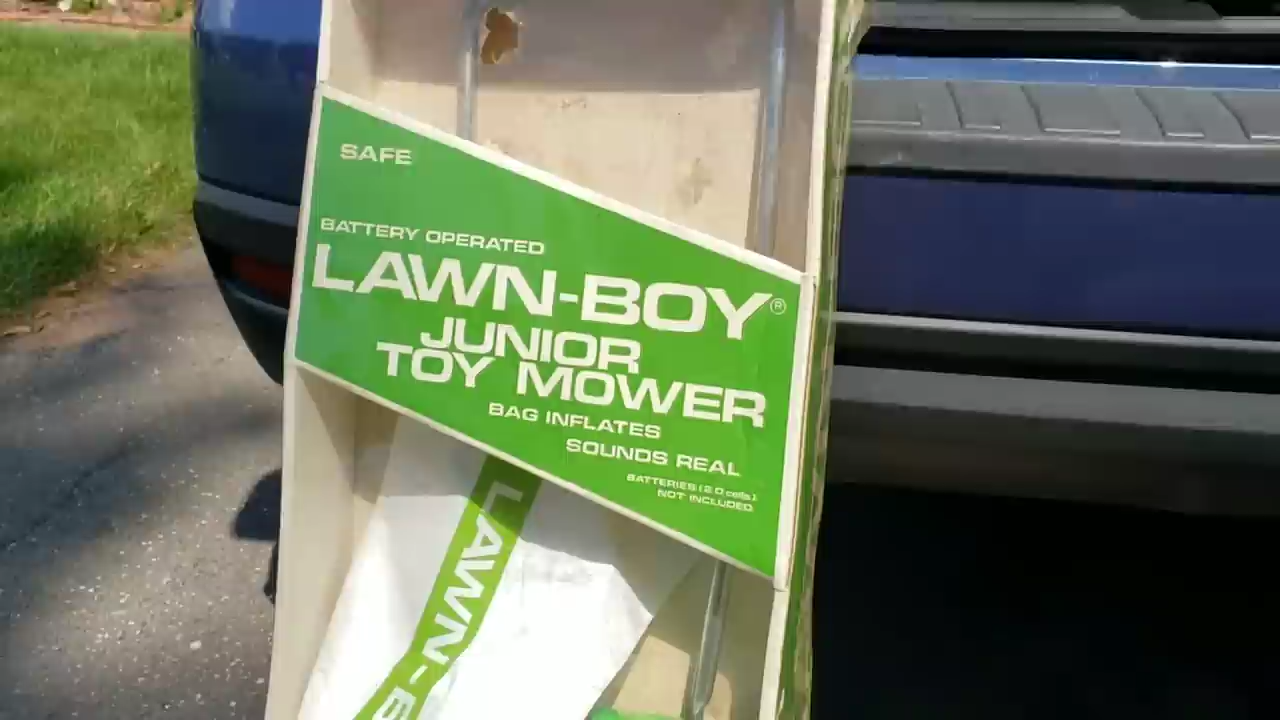 SAFE
BATTERY OPERATED
LAWN-BOY®
JUNIOR
TOY MOWER
BAG INFLATES
SOUNDS REAL
BATTERIES (2 D cells)
NOT INCLUDED
LAWN-B